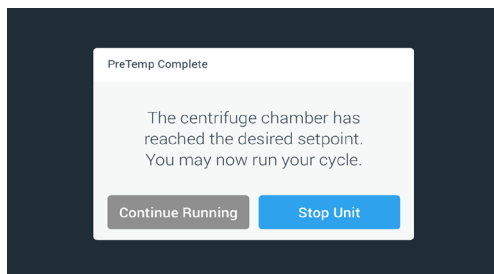 PreTemp Complete
The centrifuge chamber has
reached the desired setpoint.
You may now run your cycle.
Continue Running
Stop Unit